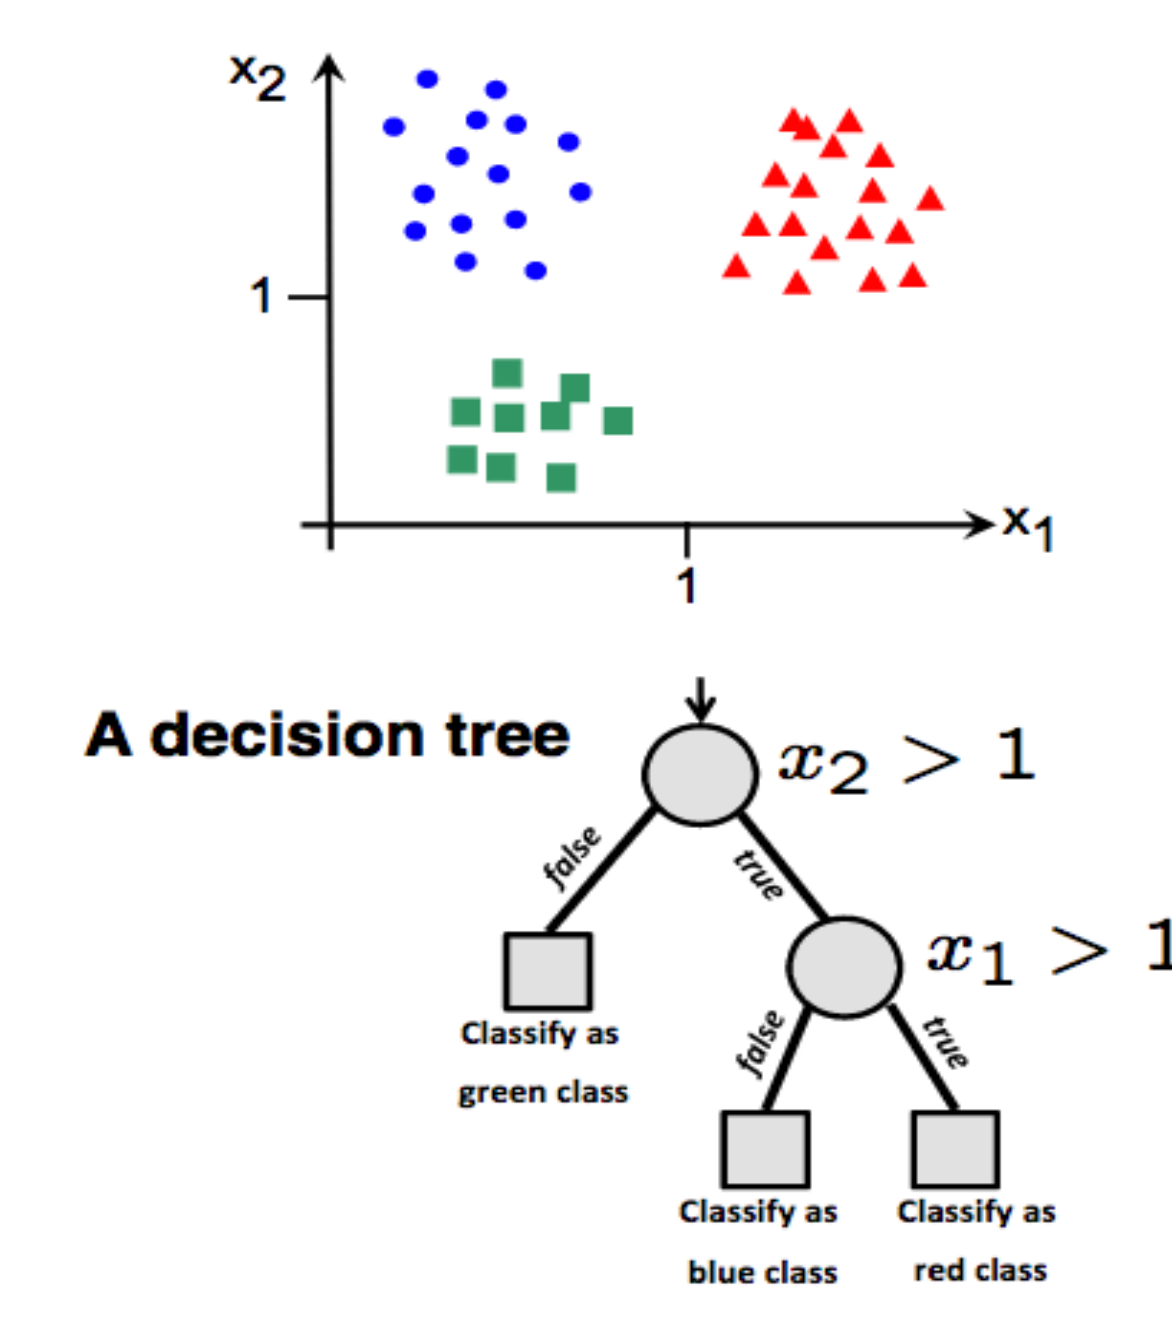 x2
1
x1
1
A decision tree
x2 > 1
false
true
x1 > 1
Classify as
green class
false
true
Classify as
blue class
Classify as
red class